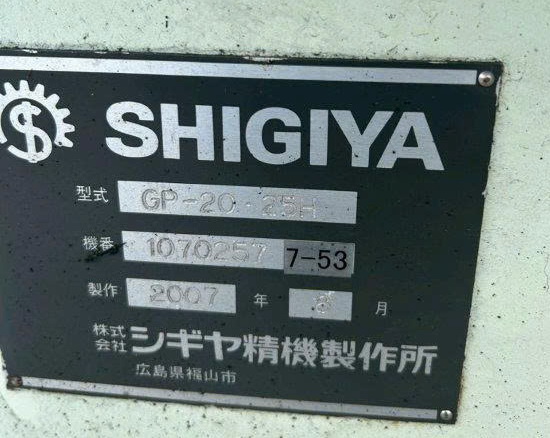 SHIGIYA
型式 GP-20・25H
機番 1070257 7-53
製作 2007 年 8 月
株式会社 シギヤ精機製作所
広島県福山市